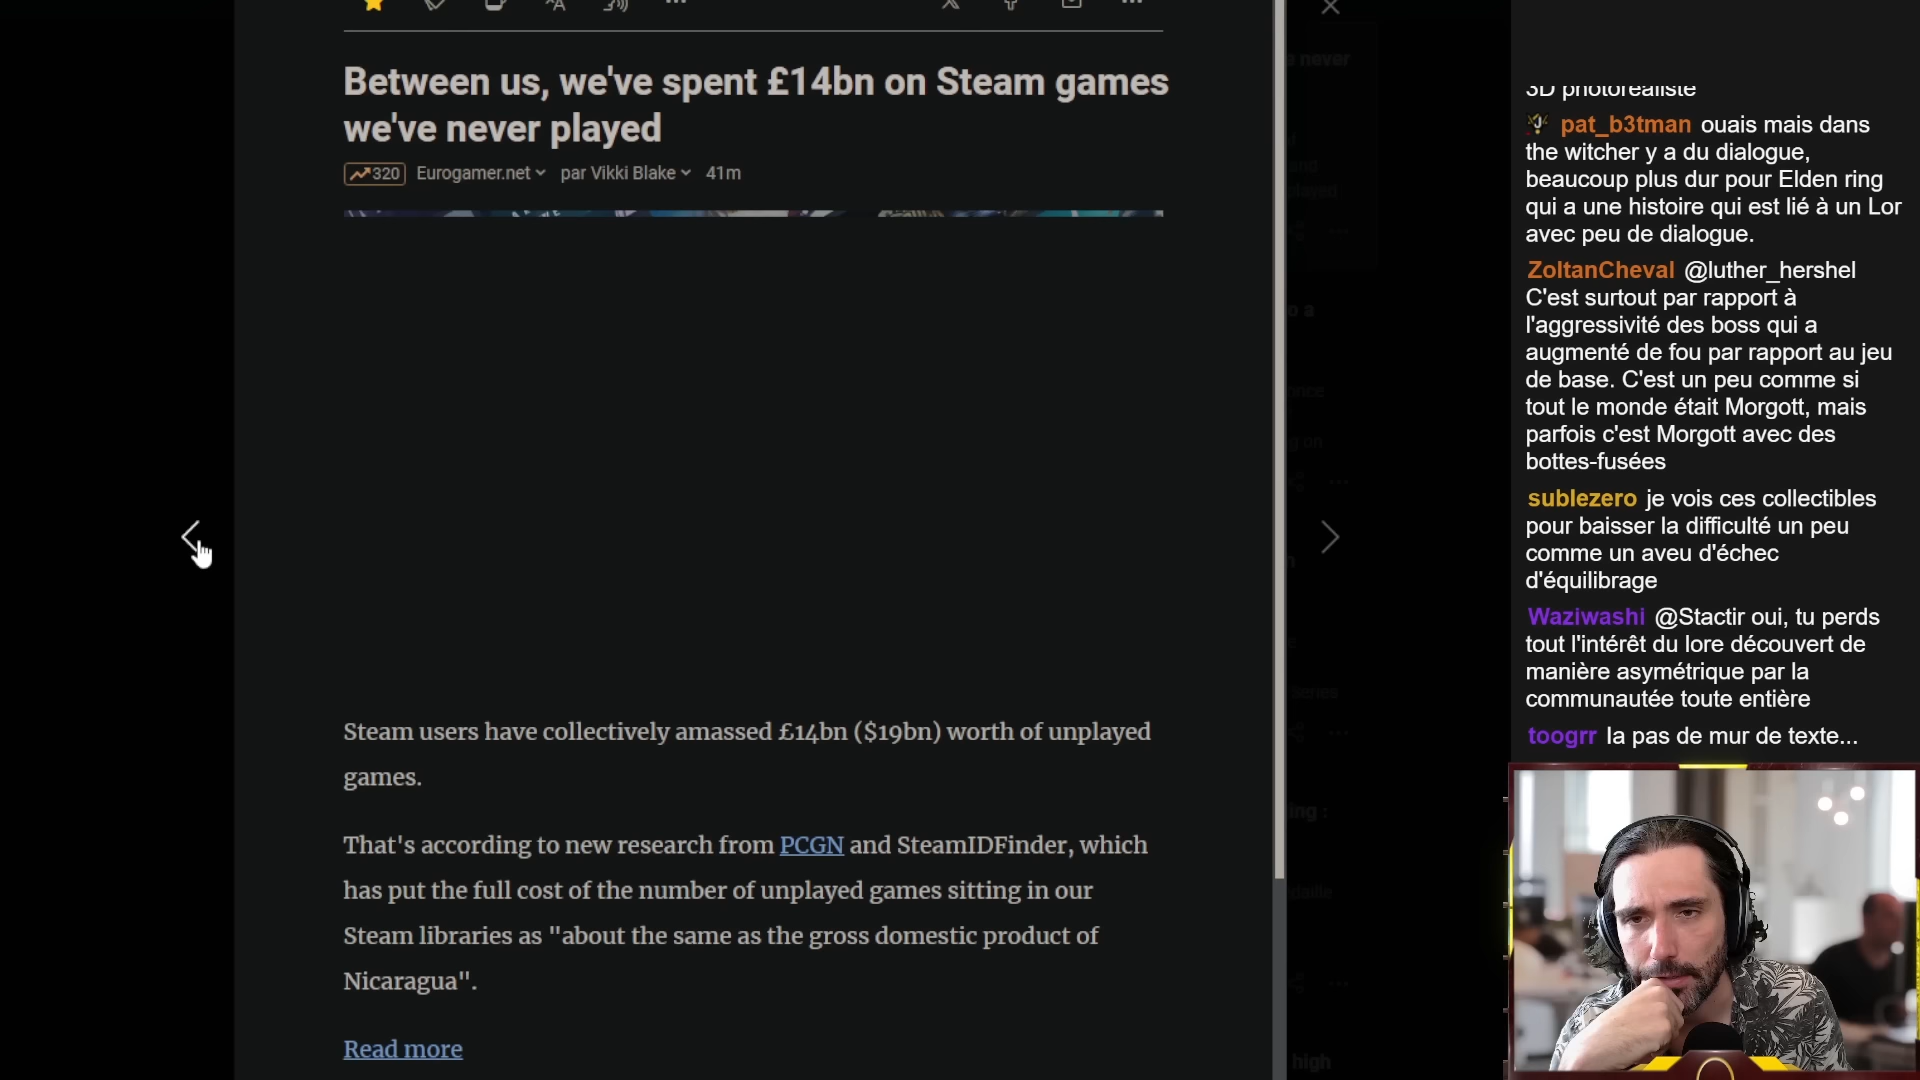 Between us, we've spent £14bn on Steam games
we've never played
320 Eurogamer.net par Vikki Blake 41m
Steam users have collectively amassed £14bn ($19bn) worth of unplayed
games.
That's according to new research from PCGN and SteamIDFinder, which
has put the full cost of the number of unplayed games sitting in our
Steam libraries as "about the same as the gross domestic product of
Nicaragua".
Read more
never
played
high
3D photoréaliste
pat_b3tman ouais mais dans
the witcher y a du dialogue,
beaucoup plus dur pour Elden ring
qui a une histoire qui est lié à un Lor
avec peu de dialogue.
ZoltanCheval @luther_hershel
C'est surtout par rapport à
l'aggressivité des boss qui a
augmenté de fou par rapport au jeu
de base. C'est un peu comme si
tout le monde était Morgott, mais
parfois c'est Morgott avec des
bottes-fusées
sublezero je vois ces collectibles
pour baisser la difficulté un peu
comme un aveu d'échec
d'équilibrage
Waziwashi @Stactir oui, tu perds
tout l'intérêt du lore découvert de
manière asymétrique par la
communautée toute entière
toogrr la pas de mur de texte...